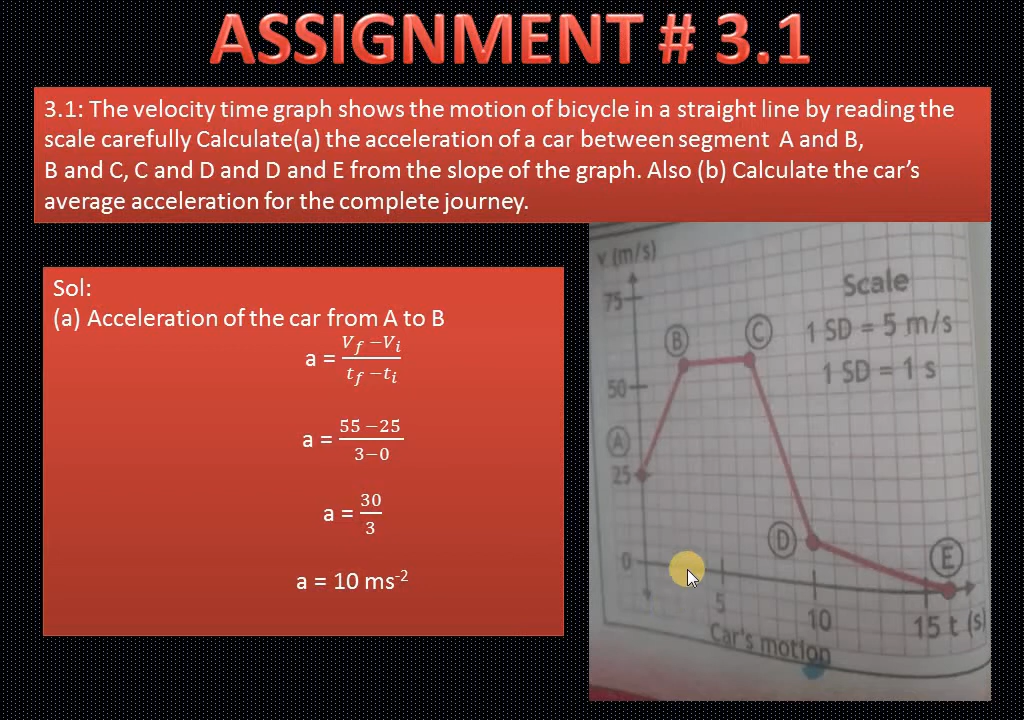 ASSIGNMENT # 3.1
3.1: The velocity time graph shows the motion of bicycle in a straight line by reading the
scale carefully Calculate(a) the acceleration of a car between segment A and B,
B and C, C and D and D and E from the slope of the graph. Also (b) Calculate the car's
average acceleration for the complete journey.
Sol:
(a) Acceleration of the car from A to B
a = \frac{V_f - V_i}{t_f - t_i}
a = \frac{55 - 25}{3 - 0}
a = \frac{30}{3}
a = 10 ms⁻²
v (m/s)
75
Scale
1 SD = 5 m/s
1 SD = 1 s
B
C
50
A
25
D
E
0
5
10
15 t (s)
Car's motion